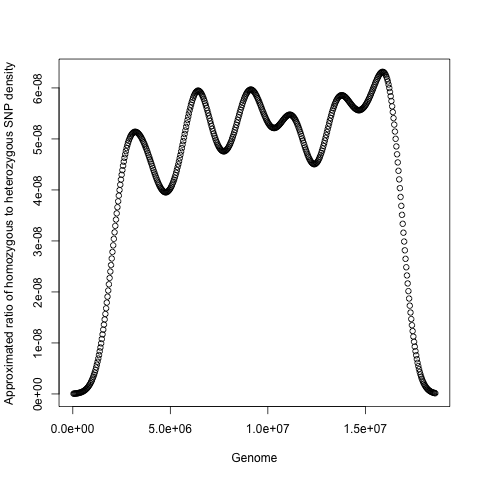 Approximated ratio of homozygous to heterozygous SNP density
6e-08
5e-08
4e-08
3e-08
2e-08
1e-08
0e+00
0.0e+00 5.0e+06 1.0e+07 1.5e+07
Genome